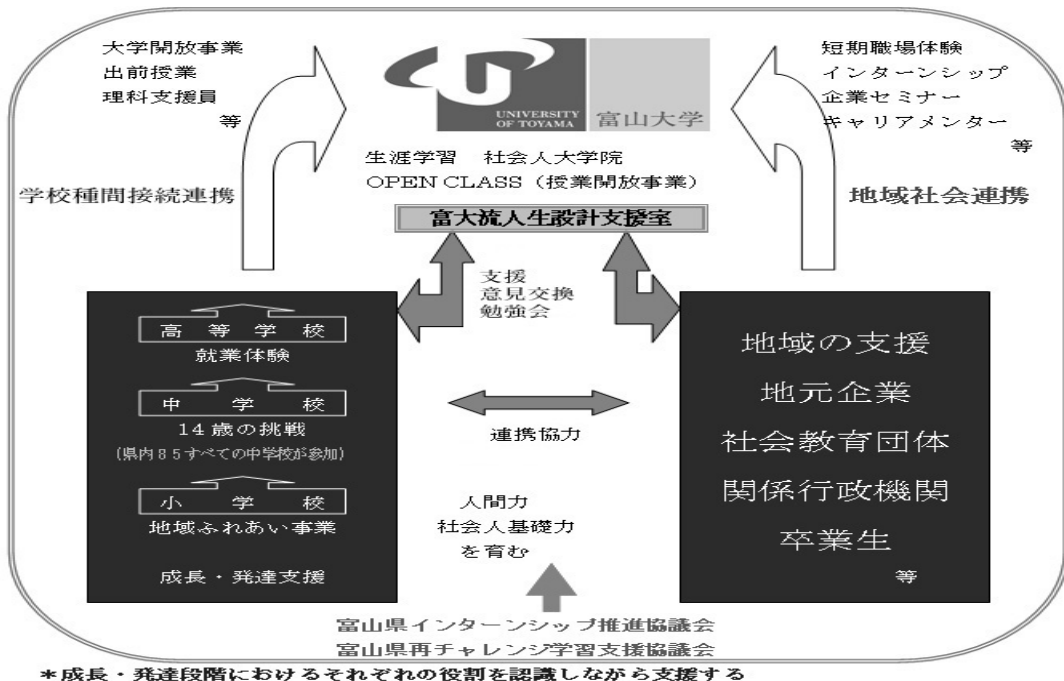 大学開放事業
出前授業
理科支援員
等
UNIVERSITY
OF TOYAMA
富山大学
短期職場体験
インターンシップ
企業セミナー
キャリアメンター
等
生涯学習 社会人大学院
OPEN CLASS（授業開放事業）
学校種間接続連携
地域社会連携
富大流人生設計支援室
支援
意見交換
勉強会
高等学校
就業体験
中学校
14歳の挑戦
（県内85すべての中学校が参加）
小学校
地域ふれあい事業
成長・発達支援
連携協力
人間力
社会人基礎力
を育む
地域の支援
地元企業
社会教育団体
関係行政機関
卒業生
等
富山県インターンシップ推進協議会
富山県再チャレンジ学習支援協議会
＊成長・発達段階におけるそれぞれの役割を認識しながら支援する